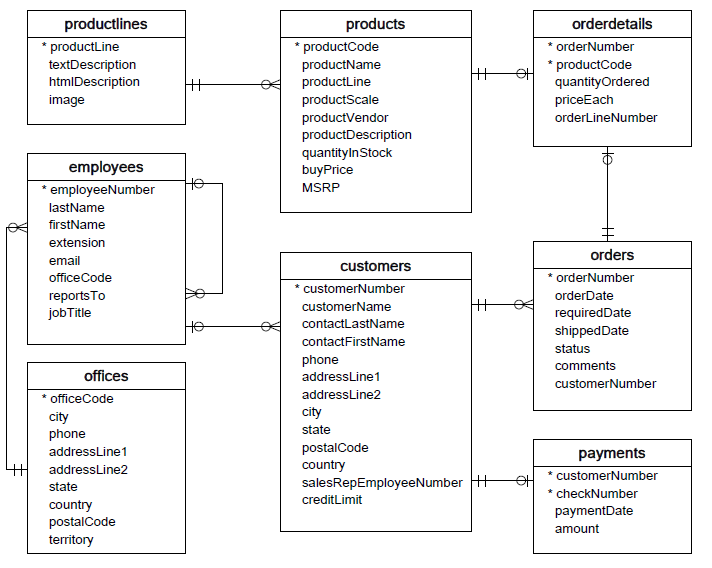 productlines
* productLine
textDescription
htmlDescription
image
products
* productCode
productName
productLine
productScale
productVendor
productDescription
quantityInStock
buyPrice
MSRP
orderdetails
* orderNumber
* productCode
quantityOrdered
priceEach
orderLineNumber
employees
* employeeNumber
lastName
firstName
extension
email
officeCode
reportsTo
jobTitle
customers
* customerNumber
customerName
contactLastName
contactFirstName
phone
addressLine1
addressLine2
city
state
postalCode
country
salesRepEmployeeNumber
creditLimit
orders
* orderNumber
orderDate
requiredDate
shippedDate
status
comments
customerNumber
offices
* officeCode
city
phone
addressLine1
addressLine2
state
country
postalCode
territory
payments
* customerNumber
* checkNumber
paymentDate
amount